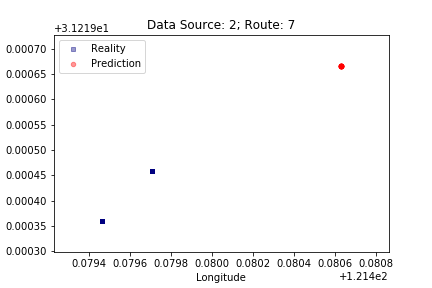 Data Source: 2; Route: 7
+3.1219e1
Reality
Prediction
0.00070
0.00065
0.00060
0.00055
0.00050
0.00045
0.00040
0.00035
0.00030
0.0794 0.0796 0.0798 0.0800 0.0802 0.0804 0.0806 0.0808
Longitude
+1.214e2